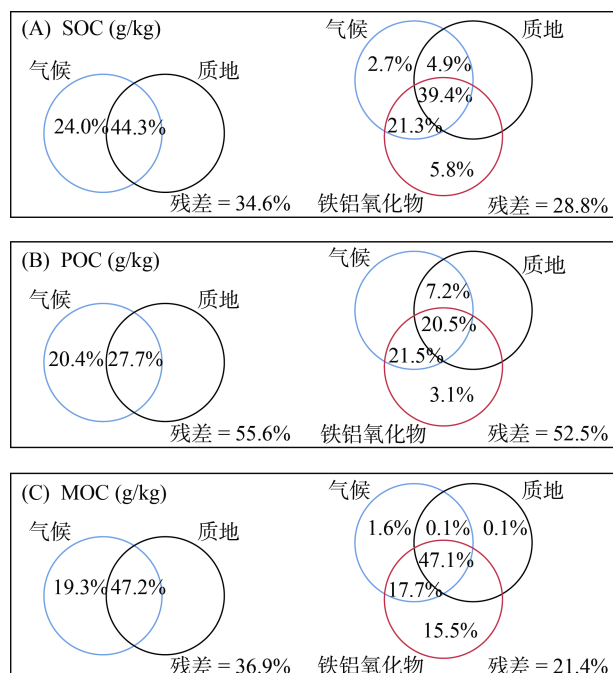 (A) SOC (g/kg)
气候
质地
24.0%
44.3%
残差 = 34.6%
气候
质地
2.7%
4.9%
39.4%
21.3%
5.8%
铁铝氧化物
残差 = 28.8%
(B) POC (g/kg)
气候
质地
20.4%
27.7%
残差 = 55.6%
气候
质地
7.2%
20.5%
21.5%
3.1%
铁铝氧化物
残差 = 52.5%
(C) MOC (g/kg)
气候
质地
19.3%
47.2%
残差 = 36.9%
气候
质地
1.6%
0.1%
0.1%
47.1%
17.7%
15.5%
铁铝氧化物
残差 = 21.4%